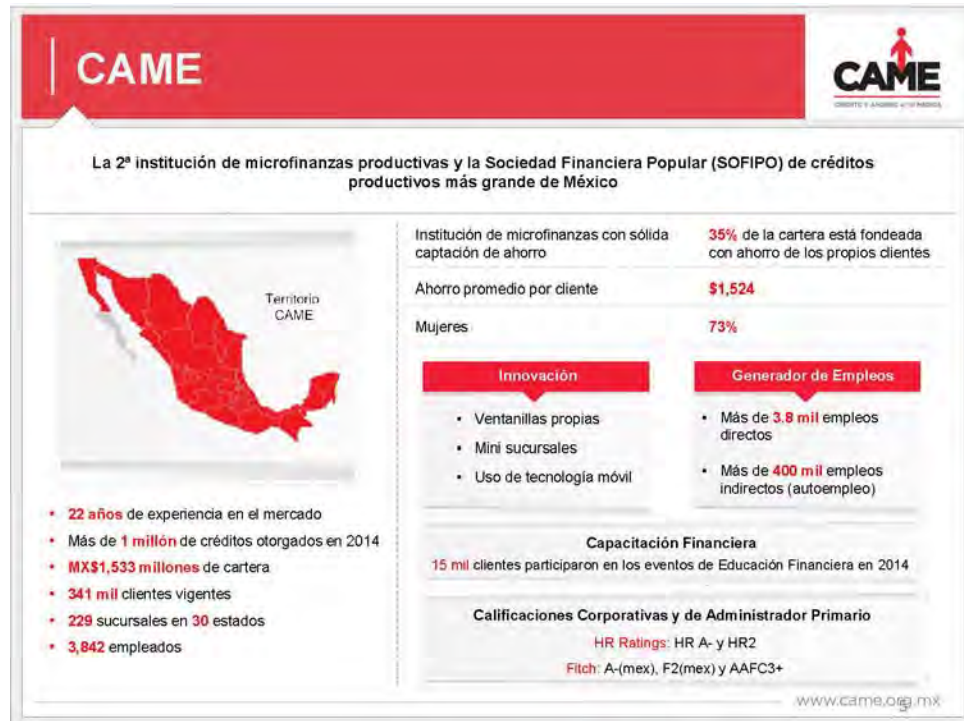 CAME
CAME
La 2ª institución de microfinanzas productivas y la Sociedad Financiera Popular (SOFIPO) de créditos
productivos más grande de México
Territorio
CAME
22 años de experiencia en el mercado
Más de 1 millón de créditos otorgados en 2014
MX$1,533 millones de cartera
341 mil clientes vigentes
229 sucursales en 30 estados
3,842 empleados
Institución de microfinanzas con sólida
captación de ahorro
35% de la cartera está fondeada
con ahorro de los propios clientes
Ahorro promedio por cliente
$1,524
Mujeres
73%
Innovación
Ventanillas propias
Mini sucursales
Uso de tecnología móvil
Generador de Empleos
Más de 3.8 mil empleos
directos
Más de 400 mil empleos
indirectos (autoempleo)
Capacitación Financiera
15 mil clientes participaron en los eventos de Educación Financiera en 2014
Calificaciones Corporativas y de Administrador Primario
HR Ratings: HR A- y HR2
Fitch: A-(mex), F2(mex) y AAFC3+
www.came.org.mx